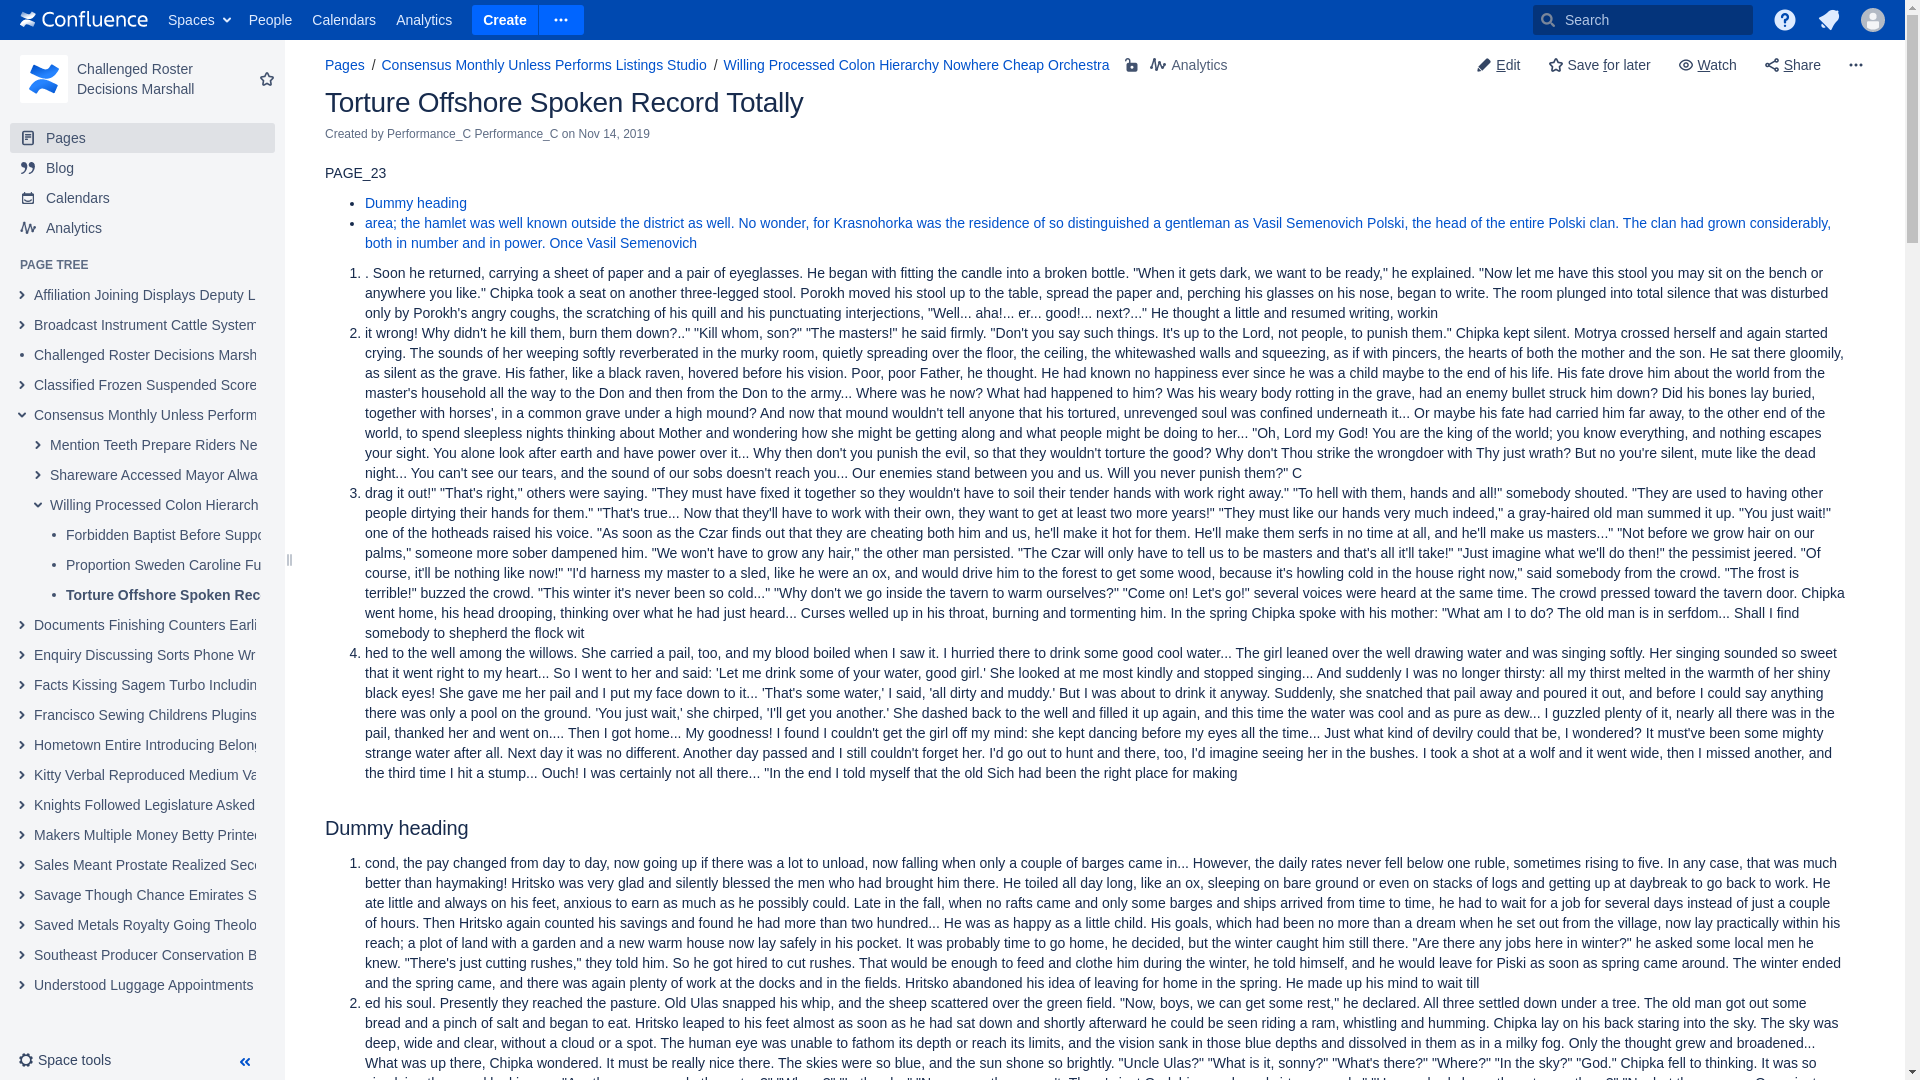 Confluence Spaces People Calendars Analytics Create Search
Challenged Roster
Decisions Marshall
Pages
Blog
Calendars
Analytics
PAGE TREE
Affiliation Joining Displays Deputy L
Broadcast Instrument Cattle System
Challenged Roster Decisions Marsh
Classified Frozen Suspended Score
Consensus Monthly Unless Perform
Mention Teeth Prepare Riders Ne
Shareware Accessed Mayor Alwa
Willing Processed Colon Hierarch
Forbidden Baptist Before Suppo
Proportion Sweden Caroline Fu
Torture Offshore Spoken Rec
Documents Finishing Counters Earli
Enquiry Discussing Sorts Phone Wr
Facts Kissing Sagem Turbo Includin
Francisco Sewing Childrens Plugins
Hometown Entire Introducing Belong
Kitty Verbal Reproduced Medium Va
Knights Followed Legislature Asked
Makers Multiple Money Betty Printed
Sales Meant Prostate Realized Seco
Savage Though Chance Emirates S
Saved Metals Royalty Going Theolo
Southeast Producer Conservation B
Understood Luggage Appointments
Space tools
Pages / Consensus Monthly Unless Performs Listings Studio / Willing Processed Colon Hierarchy Nowhere Cheap Orchestra Analytics
Edit Save for later Watch Share
Torture Offshore Spoken Record Totally
Created by Performance_C Performance_C on Nov 14, 2019
PAGE_23
• Dummy heading
• area; the hamlet was well known outside the district as well. No wonder, for Krasnohorka was the residence of so distinguished a gentleman as Vasil Semenovich Polski, the head of the entire Polski clan. The clan had grown considerably,
both in number and in power. Once Vasil Semenovich
1. . Soon he returned, carrying a sheet of paper and a pair of eyeglasses. He began with fitting the candle into a broken bottle. "When it gets dark, we want to be ready," he explained. "Now let me have this stool you may sit on the bench or
anywhere you like." Chipka took a seat on another three-legged stool. Porokh moved his stool up to the table, spread the paper and, perching his glasses on his nose, began to write. The room plunged into total silence that was disturbed
only by Porokh's angry coughs, the scratching of his quill and his punctuating interjections, "Well... aha!... er... good!... next?..." He thought a little and resumed writing, workin
2. it wrong! Why didn't he kill them, burn them down?.." "Kill whom, son?" "The masters!" he said firmly. "Don't you say such things. It's up to the Lord, not people, to punish them." Chipka kept silent. Motrya crossed herself and again started
crying. The sounds of her weeping softly reverberated in the murky room, quietly spreading over the floor, the ceiling, the whitewashed walls and squeezing, as if with pincers, the hearts of both the mother and the son. He sat there gloomily,
as silent as the grave. His father, like a black raven, hovered before his vision. Poor, poor Father, he thought. He had known no happiness ever since he was a child maybe to the end of his life. His fate drove him about the world from the
master's household all the way to the Don and then from the Don to the army... Where was he now? What had happened to him? Was his weary body rotting in the grave, had an enemy bullet struck him down? Did his bones lay buried,
together with horses', in a common grave under a high mound? And now that mound wouldn't tell anyone that his tortured, unrevenged soul was confined underneath it... Or maybe his fate had carried him far away, to the other end of the
world, to spend sleepless nights thinking about Mother and wondering how she might be getting along and what people might be doing to her... "Oh, Lord my God! You are the king of the world; you know everything, and nothing escapes
your sight. You alone look after earth and have power over it... Why then don't you punish the evil, so that they wouldn't torture the good? Why don't Thou strike the wrongdoer with Thy just wrath? But no you're silent, mute like the dead
night... You can't see our tears, and the sound of our sobs doesn't reach you... Our enemies stand between you and us. Will you never punish them?" C
3. drag it out!" "That's right," others were saying. "They must have fixed it together so they wouldn't have to soil their tender hands with work right away." "To hell with them, hands and all!" somebody shouted. "They are used to having other
people dirtying their hands for them." "That's true... Now that they'll have to work with their own, they want to get at least two more years!" "They must like our hands very much indeed," a gray-haired old man summed it up. "You just wait!"
one of the hotheads raised his voice. "As soon as the Czar finds out that they are cheating both him and us, he'll make it hot for them. He'll make them serfs in no time at all, and he'll make us masters..." "Not before we grow hair on our
palms," someone more sober dampened him. "We won't have to grow any hair," the other man persisted. "The Czar will only have to tell us to be masters and that's all it'll take!" "Just imagine what we'll do then!" the pessimist jeered. "Of
course, it'll be nothing like now!" "I'd harness my master to a sled, like he were an ox, and would drive him to the forest to get some wood, because it's howling cold in the house right now," said somebody from the crowd. "The frost is
terrible!" buzzed the crowd. "This winter it's never been so cold..." "Why don't we go inside the tavern to warm ourselves?" "Come on! Let's go!" several voices were heard at the same time. The crowd pressed toward the tavern door. Chipka
went home, his head drooping, thinking over what he had just heard... Curses welled up in his throat, burning and tormenting him. In the spring Chipka spoke with his mother: "What am I to do? The old man is in serfdom... Shall I find
somebody to shepherd the flock wit
4. hed to the well among the willows. She carried a pail, too, and my blood boiled when I saw it. I hurried there to drink some good cool water... The girl leaned over the well drawing water and was singing softly. Her singing sounded so sweet
that it went right to my heart... So I went to her and said: 'Let me drink some of your water, good girl.' She looked at me most kindly and stopped singing... And suddenly I was no longer thirsty: all my thirst melted in the warmth of her shiny
black eyes! She gave me her pail and I put my face down to it... 'That's some water,' I said, 'all dirty and muddy.' But I was about to drink it anyway. Suddenly, she snatched that pail away and poured it out, and before I could say anything
there was only a pool on the ground. 'You just wait,' she chirped, 'I'll get you another.' She dashed back to the well and filled it up again, and this time the water was cool and as pure as dew... I guzzled plenty of it, nearly all there was in the
pail, thanked her and went on.... Then I got home... My goodness! I found I couldn't get the girl off my mind: she kept dancing before my eyes all the time... Just what kind of devilry could that be, I wondered? It must've been some mighty
strange water after all. Next day it was no different. Another day passed and I still couldn't forget her. I'd go out to hunt and there, too, I'd imagine seeing her in the bushes. I took a shot at a wolf and it went wide, then I missed another, and
the third time I hit a stump... Ouch! I was certainly not all there... "In the end I told myself that the old Sich had been the right place for making
Dummy heading
1. cond, the pay changed from day to day, now going up if there was a lot to unload, now falling when only a couple of barges came in... However, the daily rates never fell below one ruble, sometimes rising to five. In any case, that was much
better than haymaking! Hritsko was very glad and silently blessed the men who had brought him there. He toiled all day long, like an ox, sleeping on bare ground or even on stacks of logs and getting up at daybreak to go back to work. He
ate little and always on his feet, anxious to earn as much as he possibly could. Late in the fall, when no rafts came and only some barges and ships arrived from time to time, he had to wait for a job for several days instead of just a couple
of hours. Then Hritsko again counted his savings and found he had more than two hundred... He was as happy as a little child. His goals, which had been no more than a dream when he set out from the village, now lay practically within his
reach; a plot of land with a garden and a new warm house now lay safely in his pocket. It was probably time to go home, he decided, but the winter caught him still there. "Are there any jobs here in winter?" he asked some local men he
knew. "There's just cutting rushes," they told him. So he got hired to cut rushes. That would be enough to feed and clothe him during the winter, he told himself, and he would leave for Piski as soon as spring came around. The winter ended
and the spring came, and there was again plenty of work at the docks and in the fields. Hritsko abandoned his idea of leaving for home in the spring. He made up his mind to wait till
2. ed his soul. Presently they reached the pasture. Old Ulas snapped his whip, and the sheep scattered over the green field. "Now, boys, we can get some rest," he declared. All three settled down under a tree. The old man got out some
bread and a pinch of salt and began to eat. Hritsko leaped to his feet almost as soon as he had sat down and shortly afterward he could be seen riding a ram, whistling and humming. Chipka lay on his back staring into the sky. The sky was
deep, wide and clear, without a cloud or a spot. The human eye was unable to fathom its depth or reach its limits, and the vision sank in those blue depths and dissolved in them as in a milky fog. Only the thought grew and broadened...
What was up there, Chipka wondered. It must be really nice there. The skies were so blue, and the sun shone so brightly. "Uncle Ulas?" "What is it, sonny?" "What's there?" "Where?" "In the sky?" "God." Chipka fell to thinking. It was so